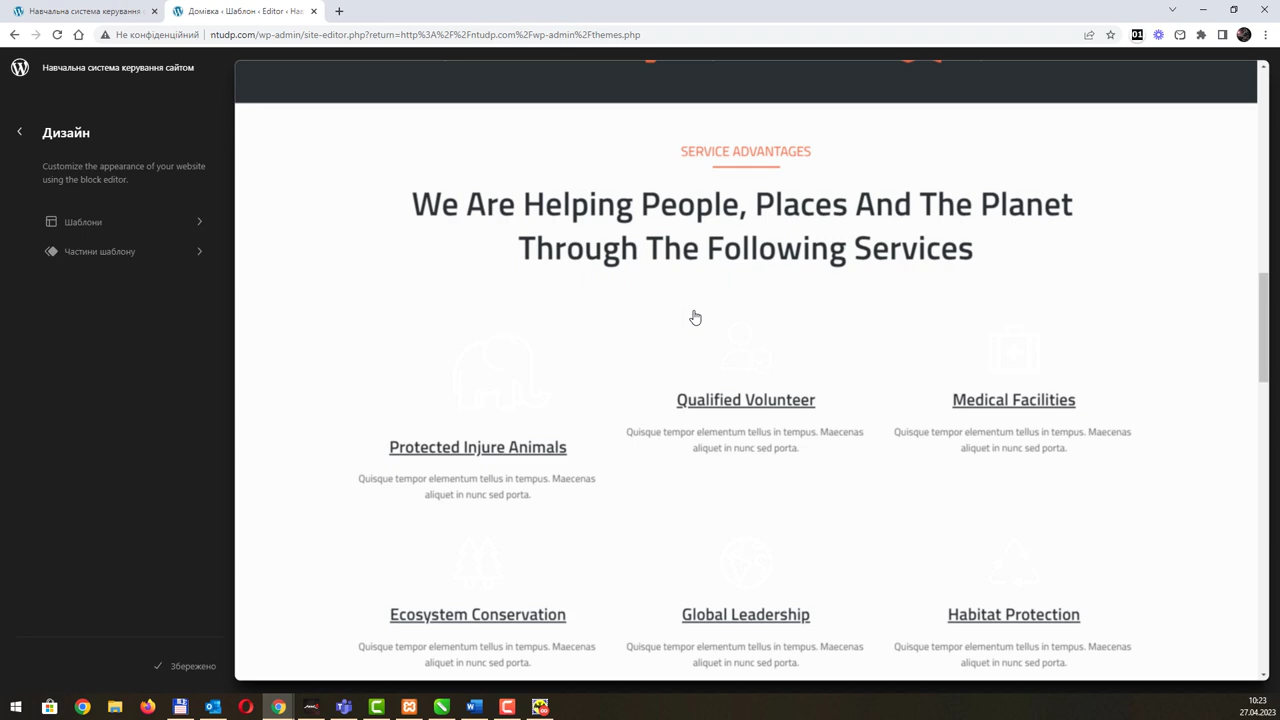 Навчальна система керування с
Домівка ‹ Шаблон ‹ Editor ‹ Нас
Не конфіденційний
ntudp.com/wp-admin/site-editor.php?return=http%3A%2F%2Fntudp.com%2Fwp-admin%2Fthemes.php
01
Навчальна система керування сайтом
Дизайн
Customize the appearance of your website
using the block editor.
Шаблони
Частини шаблону
Збережено
SERVICE ADVANTAGES
We Are Helping People, Places And The Planet
Through The Following Services
Protected Injure Animals
Quisque tempor elementum tellus in tempus. Maecenas
aliquet in nunc sed porta.
Qualified Volunteer
Quisque tempor elementum tellus in tempus. Maecenas
aliquet in nunc sed porta.
Medical Facilities
Quisque tempor elementum tellus in tempus. Maecenas
aliquet in nunc sed porta.
Ecosystem Conservation
Quisque tempor elementum tellus in tempus. Maecenas
aliquet in nunc sed porta.
Global Leadership
Quisque tempor elementum tellus in tempus. Maecenas
aliquet in nunc sed porta.
Habitat Protection
Quisque tempor elementum tellus in tempus. Maecenas
aliquet in nunc sed porta.
10:23
27.04.2023